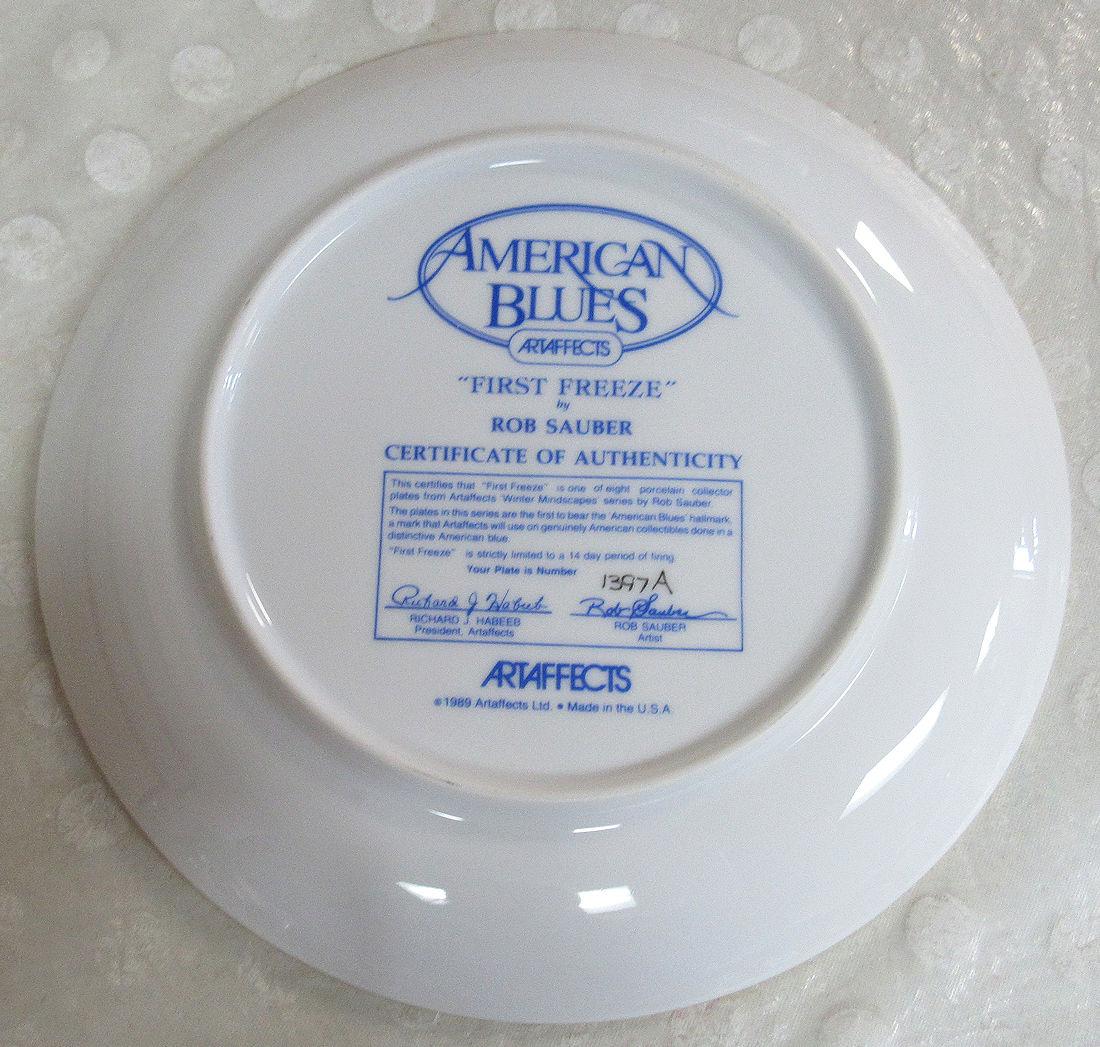 AMERICAN
BLUES
ARTAFFECTS
"FIRST FREEZE"
by
ROB SAUBER
CERTIFICATE OF AUTHENTICITY
This certifies that "First Freeze" is one of eight porcelain collector
plates from Artaffects 'Winter Mindscapes' series by Rob Sauber.
The plates in this series are the first to bear the 'American Blues' hallmark,
a mark that Artaffects will use on genuinely American collectibles done in a
distinctive American blue.
"First Freeze" is strictly limited to a 14 day period of firing.
Your Plate is Number 1397A
Richard J Habeeb Rob Sauber
RICHARD J. HABEEB ROB SAUBER
President, Artaffects Artist
ARTAFFECTS
©1989 Artaffects Ltd. • Made in the U.S.A.